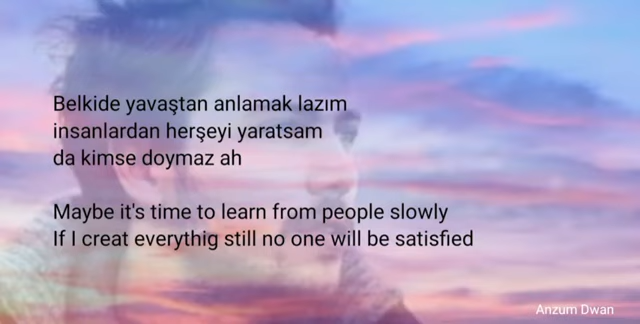 Belkide yavaştan anlamak lazım
insanlardan herşeyi yaratsam
da kimse doymaz ah
Maybe it's time to learn from people slowly
If I creat everythig still no one will be satisfied
Anzum Dwan